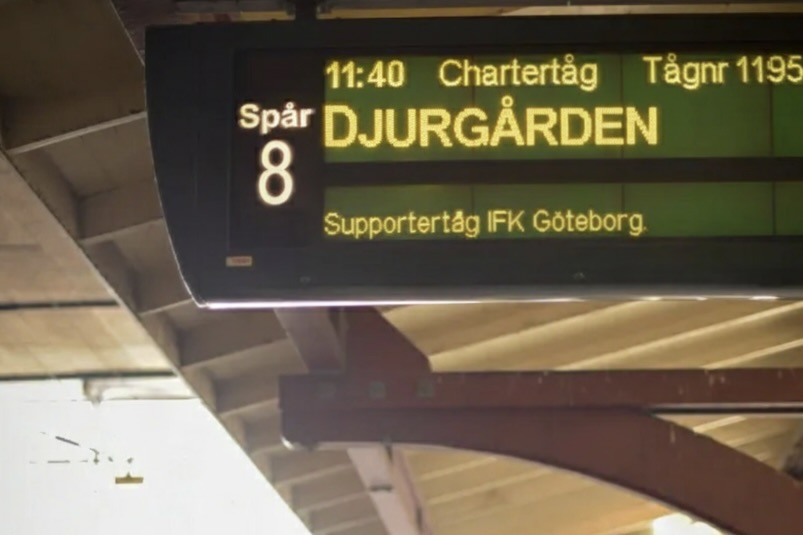 11:40 Chartertåg Tågnr 1195
Spår DJURGÅRDEN
8
Supportertåg IFK Göteborg.